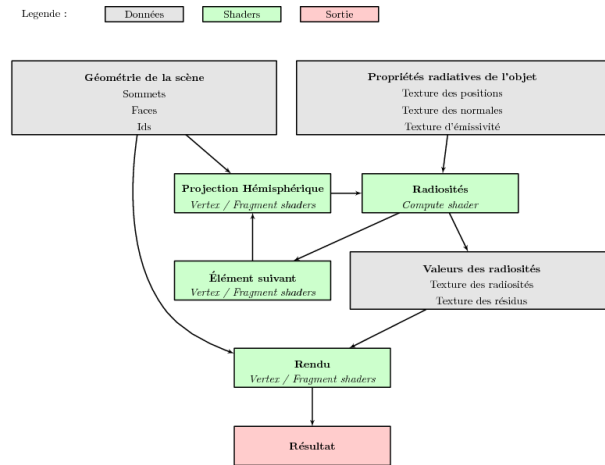 Legende :
Données
Shaders
Sortie
Géométrie de la scène
Sommets
Faces
Ids
Propriétés radiatives de l'objet
Texture des positions
Texture des normales
Texture d'émissivité
Projection Hémisphérique
Vertex / Fragment shaders
Radiosités
Compute shader
Élément suivant
Vertex / Fragment shaders
Valeurs des radiosités
Texture des radiosités
Texture des résidus
Rendu
Vertex / Fragment shaders
Résultat